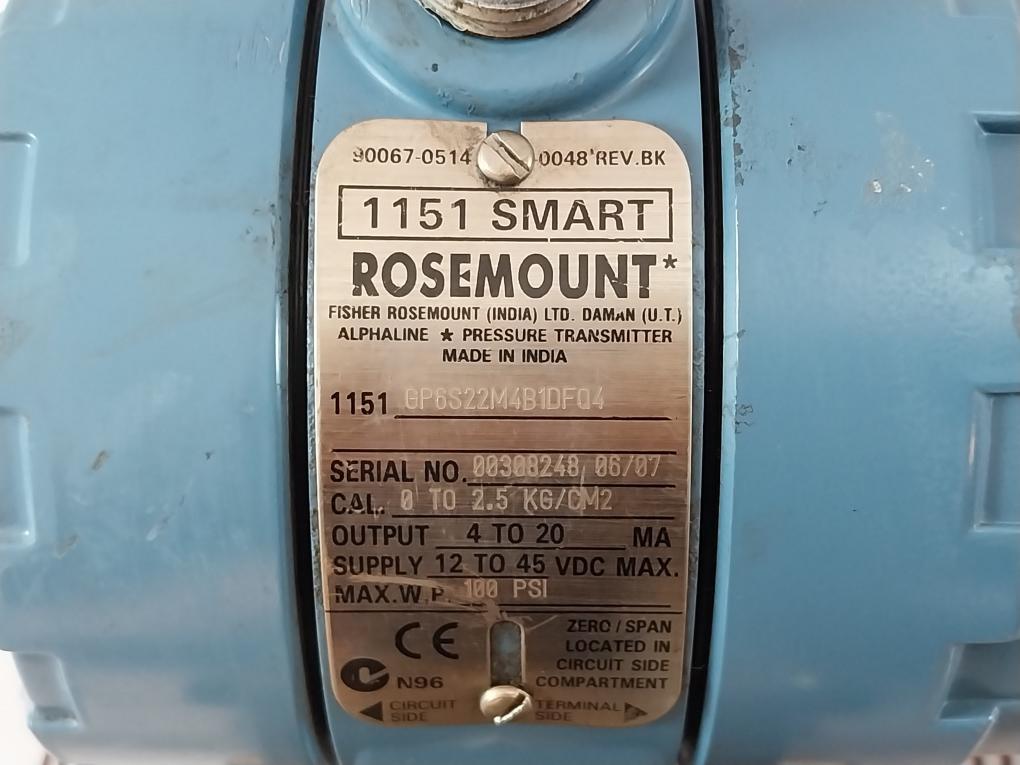 90067-0514 -0048 REV.BK
1151 SMART
ROSEMOUNT*
FISHER ROSEMOUNT (INDIA) LTD. DAMAN (U.T.)
ALPHALINE * PRESSURE TRANSMITTER
MADE IN INDIA
1151 GP6S22M4B1DFQ4
SERIAL NO. 00308248 06/07
CAL. 0 TO 2.5 KG/CM2
OUTPUT 4 TO 20 MA
SUPPLY 12 TO 45 VDC MAX.
MAX.W.P. 100 PSI
CE
N96
ZERO / SPAN
LOCATED IN
CIRCUIT SIDE
COMPARTMENT
CIRCUIT
SIDE
TERMINAL
SIDE